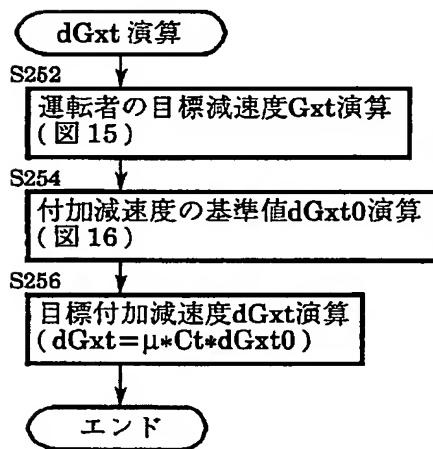 dGxt 演算
S252
運転者の目標減速度Gxt演算
(図 15)
S254
付加減速度の基準値dGxt0演算
(図 16)
S256
目標付加減速度dGxt演算
(dGxt=μ*Ct*dGxt0)
エンド